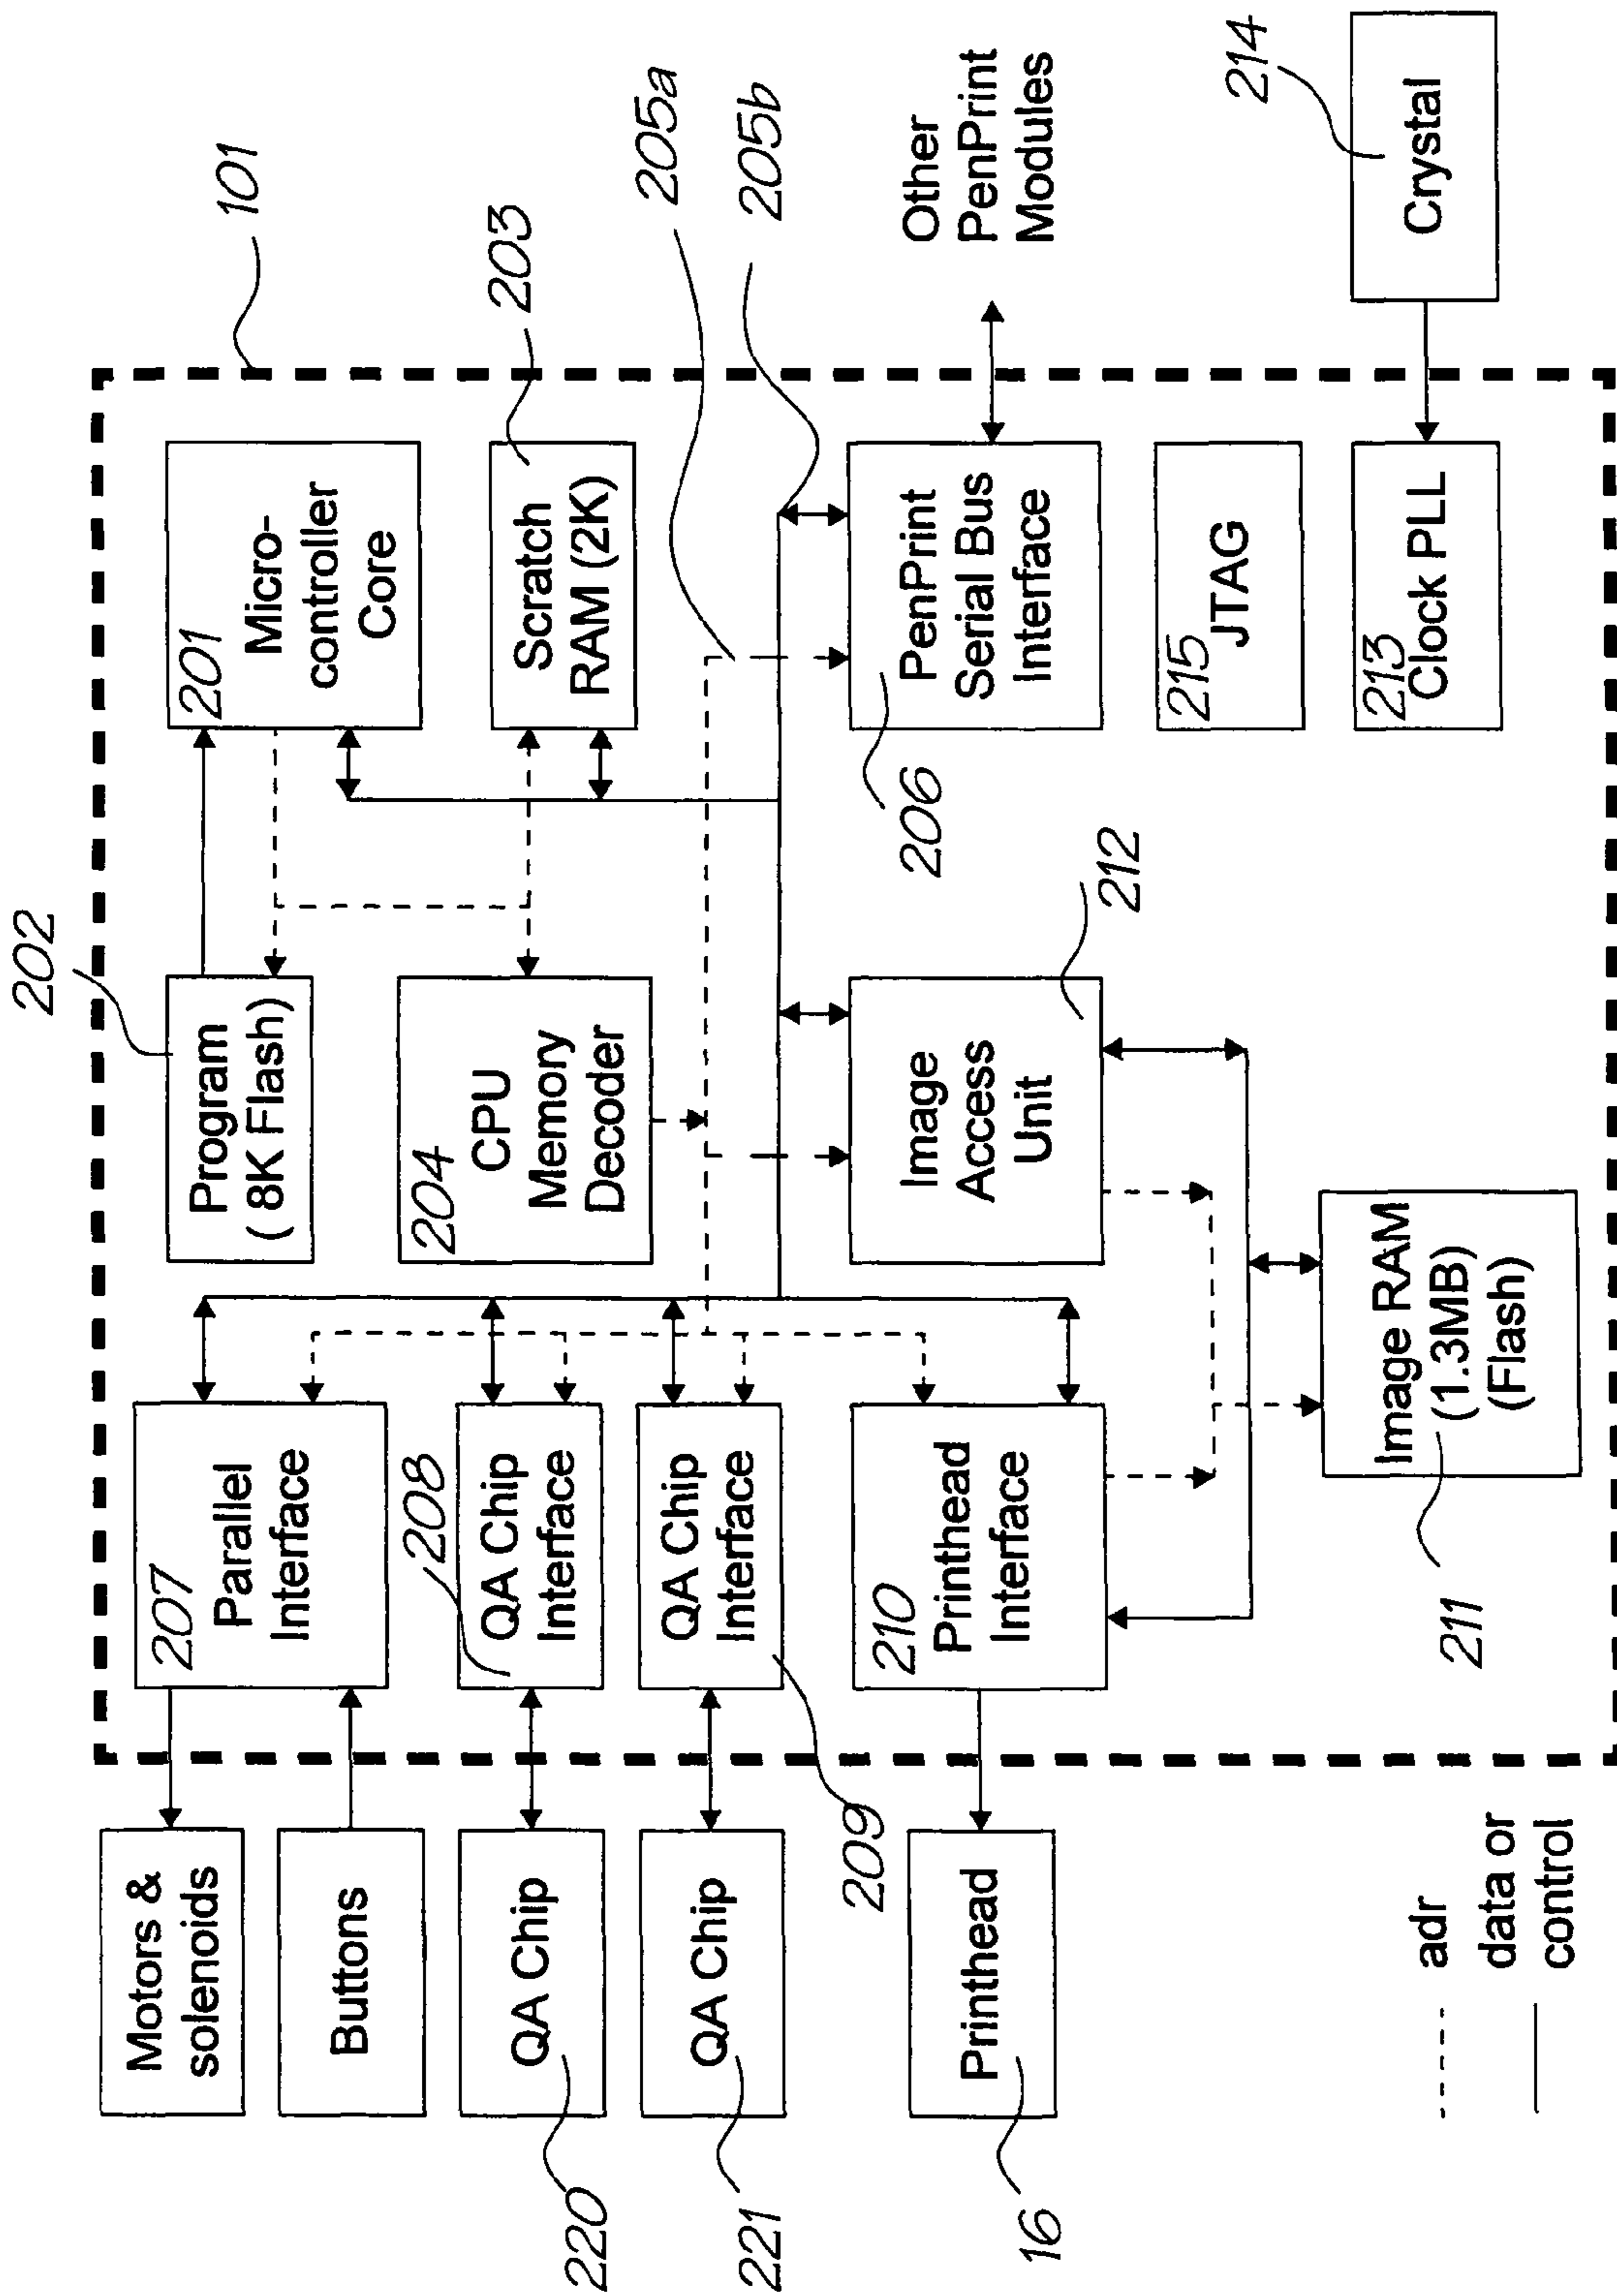 Motors &
solenoids
Buttons
QA Chip
220
QA Chip
221
Printhead
16
adr
data or
control
207
Parallel
Interface
208
QA Chip
Interface
QA Chip
Interface
209
210
Printhead
Interface
202
Program
( 8K Flash)
204
CPU
Memory
Decoder
Image
Access
Unit
212
Image RAM
(1.3MB)
(Flash)
211
101
201
Micro-
controller
Core
203
Scratch
RAM (2K)
205a
205b
PenPrint
Serial Bus
Interface
206
Other
PenPrint
Modules
215
JTAG
213
Clock PLL
214
Crystal